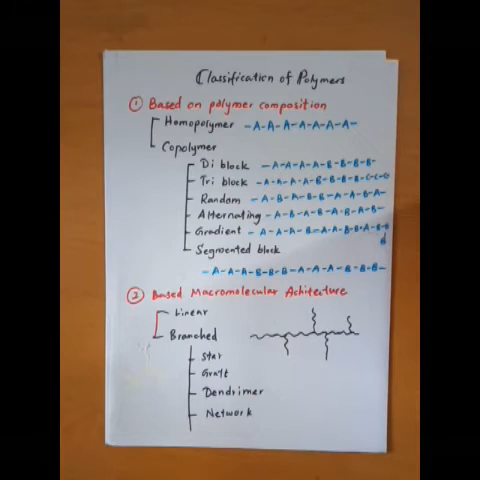 Classification of Polymers
① Based on polymer composition
Homopolymer -A-A-A-A-A-A-A-
Copolymer
Di block -A-A-A-A-B-B-B-B-
Tri block -A-A-A-A-B-B-B-B-C-C-C
Random -A-B-A-B-B-A-A-B-A-
Alternating -A-B-A-B-A-B-A-B-
Gradient -A-A-A-B-A-A-B-B-A-B-B
B
Segmented block
-A-A-A-B-B-B-A-A-A-B-B-B-
② Based Macromolecular Achitecture
Linear
Branched
Star
Graft
Dendrimer
Network